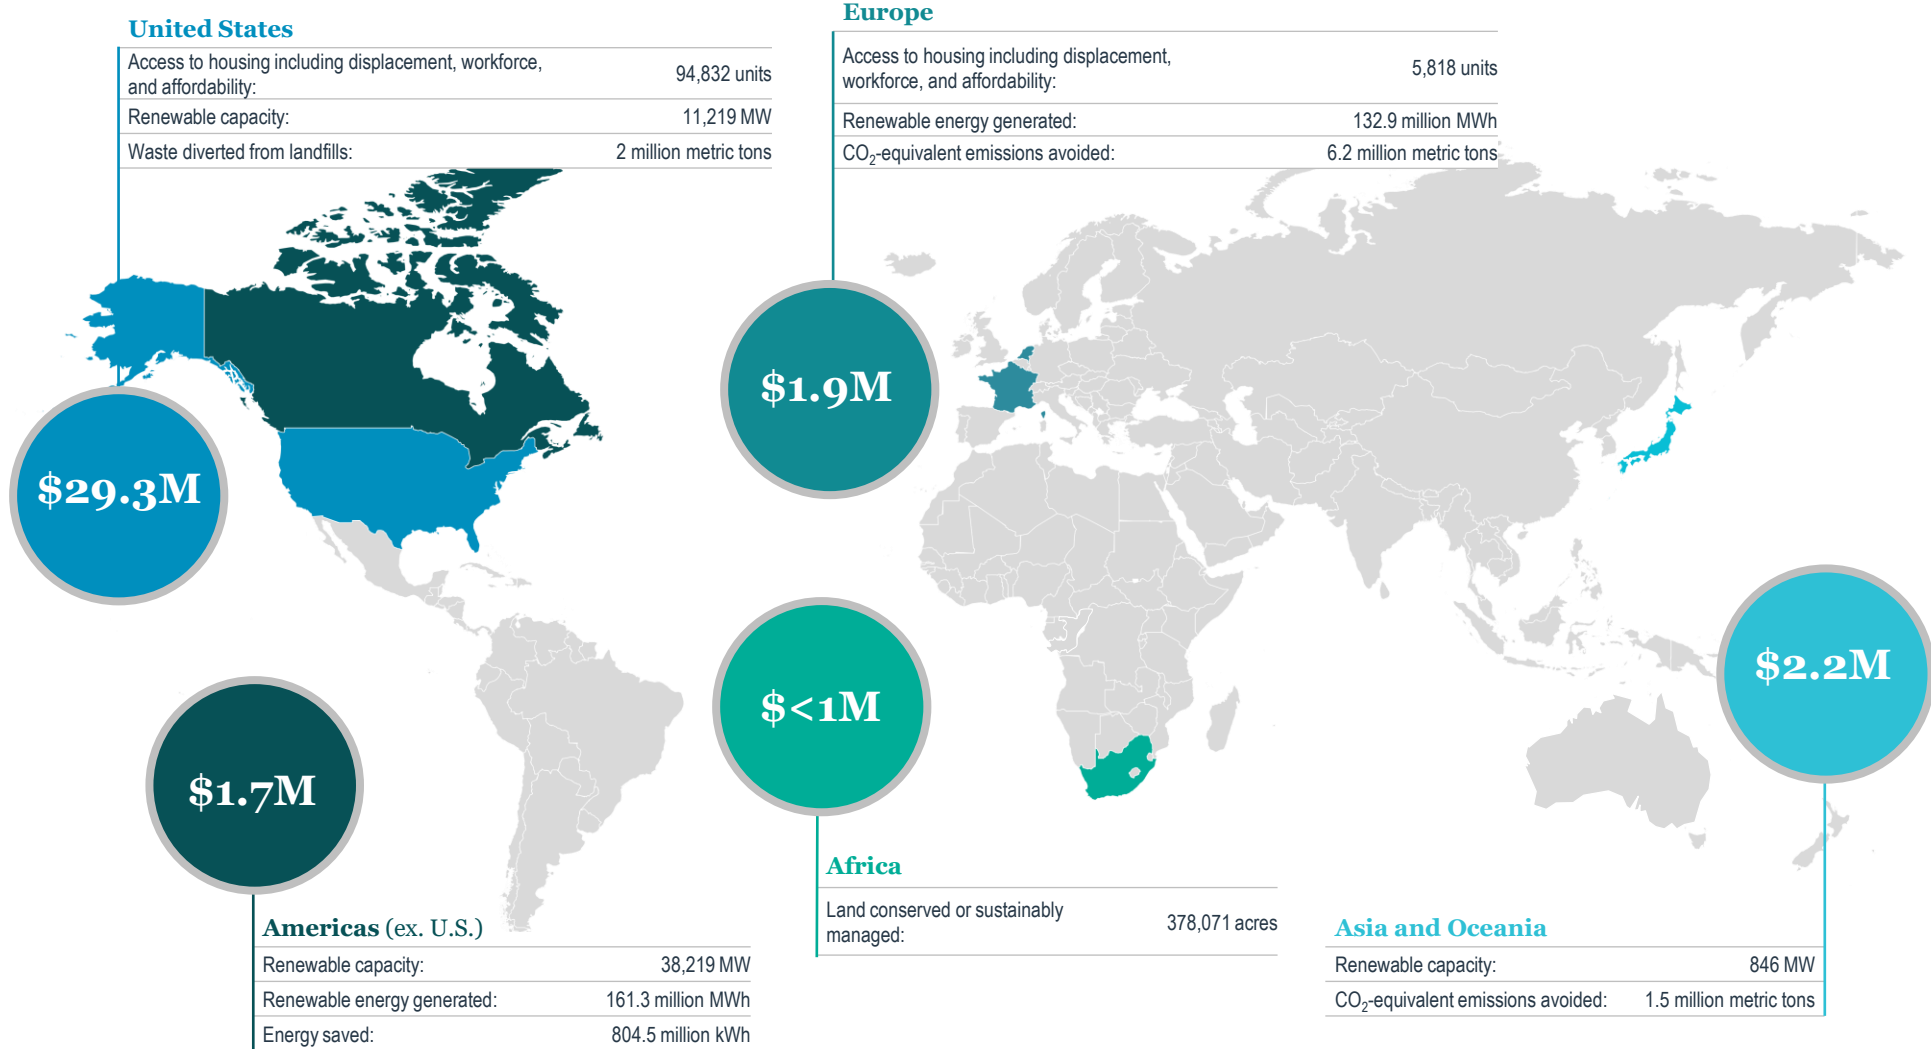 United States
Access to housing including displacement, workforce,
and affordability:
94,832 units
Renewable capacity:
11,219 MW
Waste diverted from landfills:
2 million metric tons
Europe
Access to housing including displacement,
workforce, and affordability:
5,818 units
Renewable energy generated:
132.9 million MWh
CO₂-equivalent emissions avoided:
6.2 million metric tons
$29.3M
$1.9M
$1.7M
$<1M
$2.2M
Americas (ex. U.S.)
Renewable capacity:
38,219 MW
Renewable energy generated:
161.3 million MWh
Energy saved:
804.5 million kWh
Africa
Land conserved or sustainably
managed:
378,071 acres
Asia and Oceania
Renewable capacity:
846 MW
CO₂-equivalent emissions avoided:
1.5 million metric tons